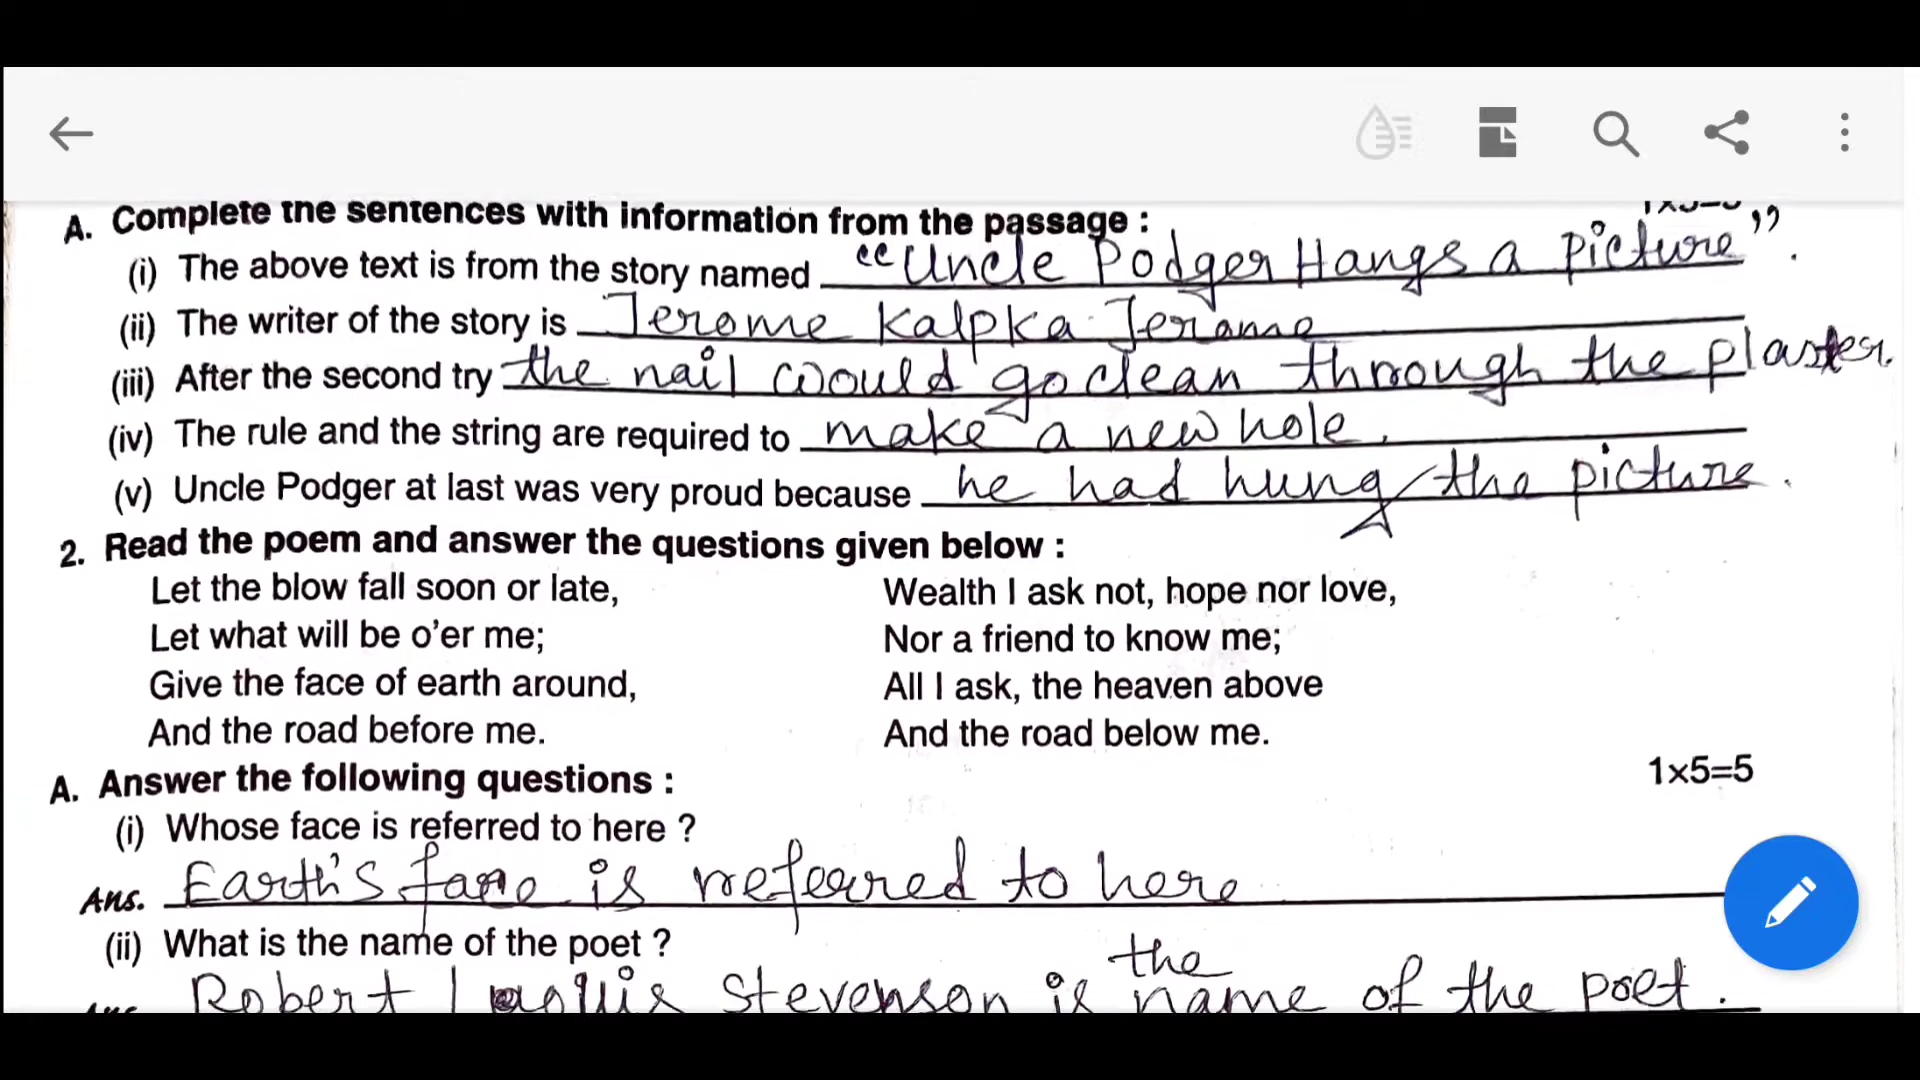 A. Complete the sentences with information from the passage :
(i) The above text is from the story named "Uncle Podger Hangs a picture".
(ii) The writer of the story is Jerome Kalpka Jerome
(iii) After the second try the nail would go clean through the plaster.
(iv) The rule and the string are required to make a new hole.
(v) Uncle Podger at last was very proud because he had hung the picture.
2. Read the poem and answer the questions given below :
Let the blow fall soon or late,
Let what will be o'er me;
Give the face of earth around,
And the road before me.
Wealth I ask not, hope nor love,
Nor a friend to know me;
All I ask, the heaven above
And the road below me.
A. Answer the following questions : 1x5=5
(i) Whose face is referred to here ?
Ans. Earth's face is refeared to here
(ii) What is the name of the poet ?
Robert Stevenson is the name of the poet.